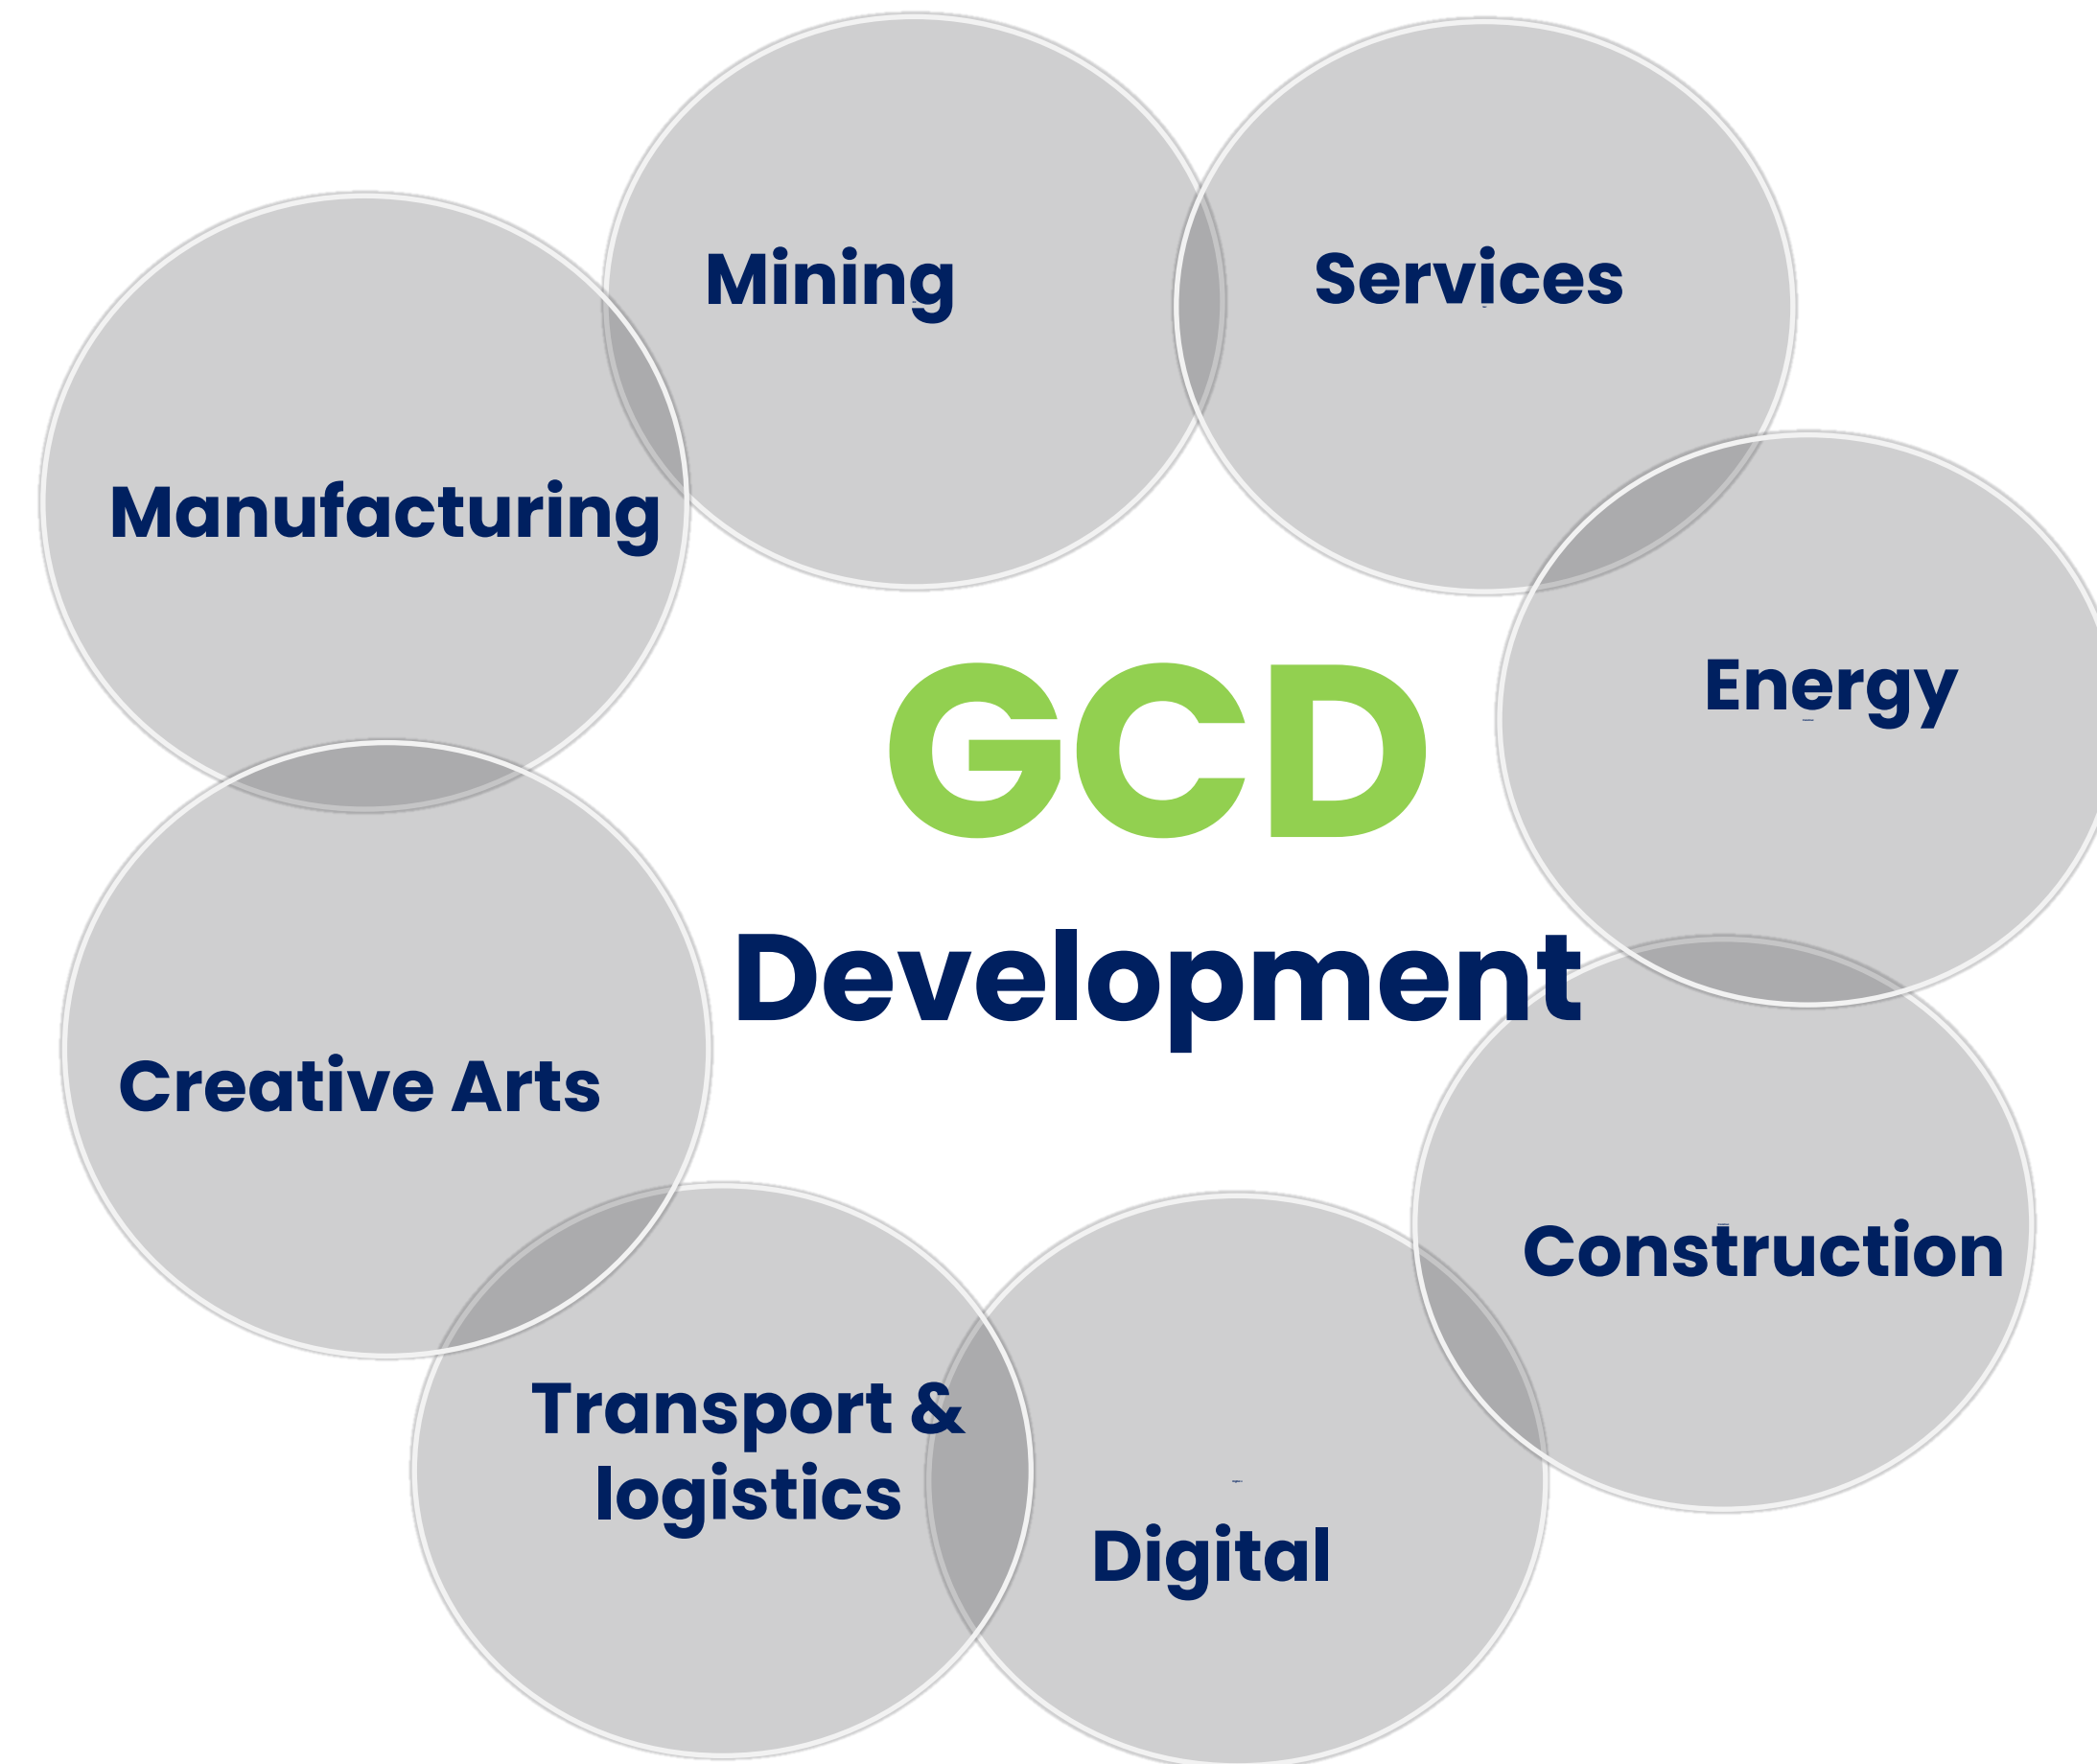 Mining
Services
Manufacturing
Energy
GCD
Development
Creative Arts
Construction
Transport &
logistics
Digital